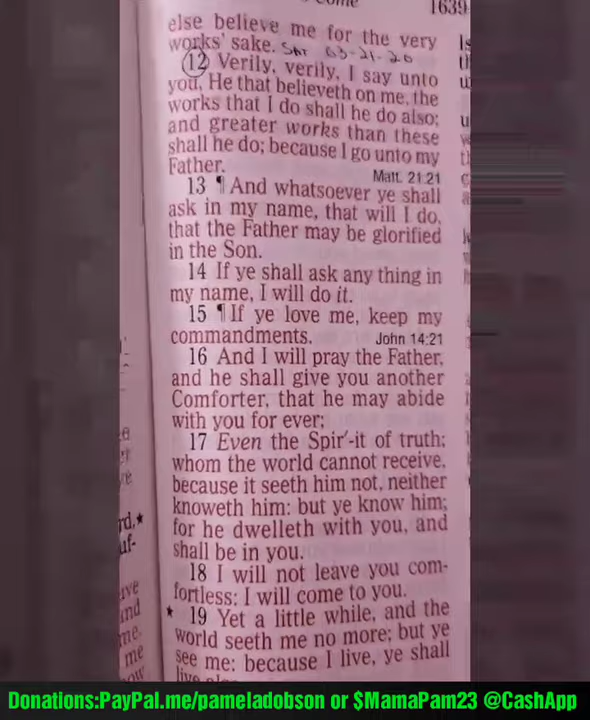 1639
else believe me for the very
works' sake. Sat 03-21-20
12 Verily, verily, I say unto
you, He that believeth on me, the
works that I do shall he do also;
and greater works than these
shall he do; because I go unto my
Father.
Matt. 21:21
13 ¶ And whatsoever ye shall
ask in my name, that will I do,
that the Father may be glorified
in the Son.
14 If ye shall ask any thing in
my name, I will do it.
15 ¶ If ye love me, keep my
commandments. John 14:21
16 And I will pray the Father,
and he shall give you another
Comforter, that he may abide
with you for ever;
17 Even the Spir′-it of truth;
whom the world cannot receive,
because it seeth him not, neither
knoweth him: but ye know him;
for he dwelleth with you, and
shall be in you.
18 I will not leave you com-
fortless: I will come to you.
★ 19 Yet a little while, and the
world seeth me no more; but ye
see me: because I live, ye shall
Donations:PayPal.me/pameladobson or $MamaPam23 @CashApp